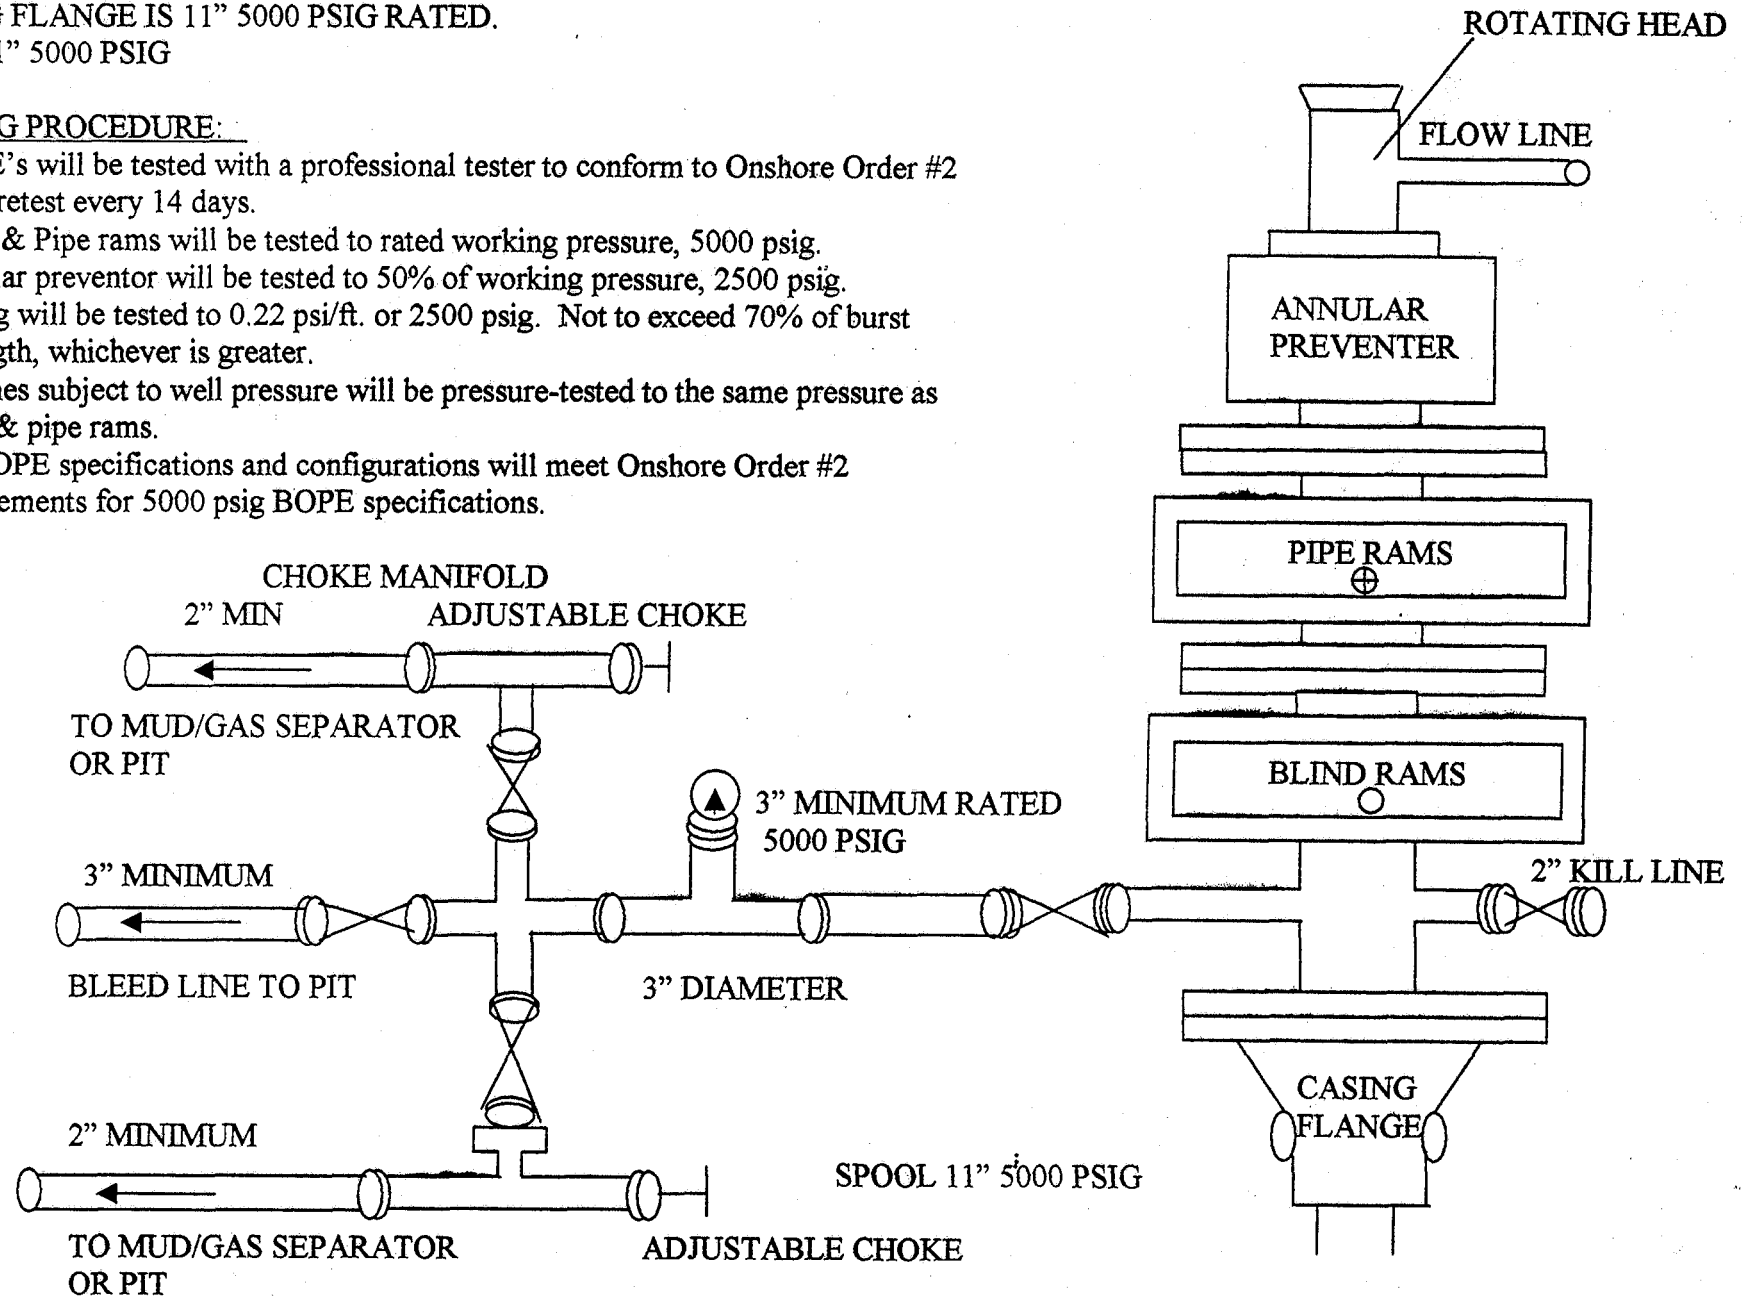 FLANGE IS 11” 5000 PSIG RATED.
” 5000 PSIG
G PROCEDURE:
E’s will be tested with a professional tester to conform to Onshore Order #2
retest every 14 days.
& Pipe rams will be tested to rated working pressure, 5000 psig.
ar preventor will be tested to 50% of working pressure, 2500 psig.
g will be tested to 0.22 psi/ft. or 2500 psig. Not to exceed 70% of burst
gth, whichever is greater.
nes subject to well pressure will be pressure-tested to the same pressure as
& pipe rams.
OPE specifications and configurations will meet Onshore Order #2
ements for 5000 psig BOPE specifications.
ROTATING HEAD
FLOW LINE
ANNULAR
PREVENTER
PIPE RAMS
BLIND RAMS
2” KILL LINE
CASING
FLANGE
CHOKE MANIFOLD
2” MIN
ADJUSTABLE CHOKE
TO MUD/GAS SEPARATOR
OR PIT
3” MINIMUM RATED
5000 PSIG
3” MINIMUM
BLEED LINE TO PIT
3” DIAMETER
2” MINIMUM
SPOOL 11” 5000 PSIG
TO MUD/GAS SEPARATOR
OR PIT
ADJUSTABLE CHOKE